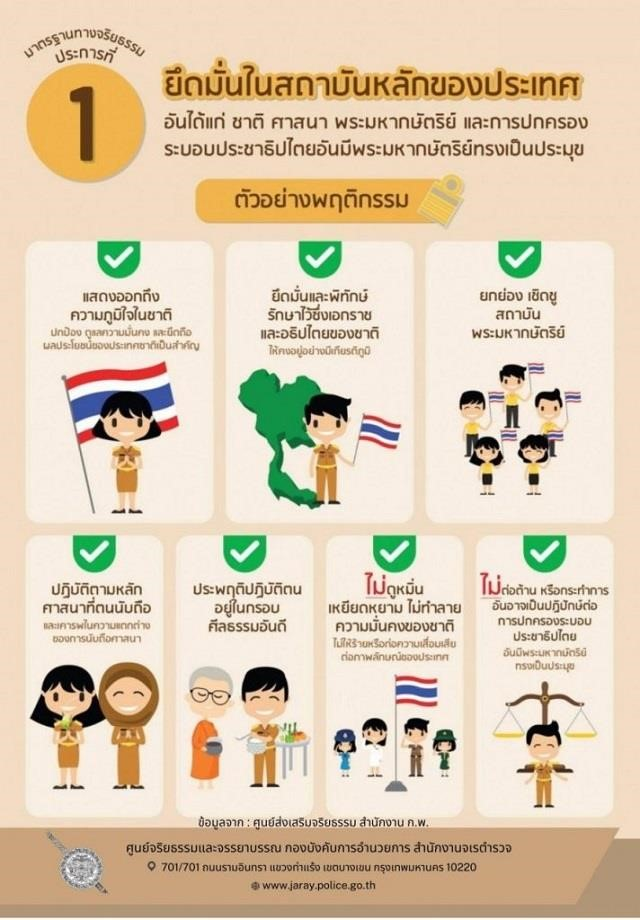 มาตรฐานทางจริยธรรม
ประการที่
1
ยึดมั่นในสถาบันหลักของประเทศ
อันได้แก่ ชาติ ศาสนา พระมหากษัตริย์ และการปกครอง
ระบอบประชาธิปไตยอันมีพระมหากษัตริย์ทรงเป็นประมุข
ตัวอย่างพฤติกรรม
แสดงออกถึง
ความภูมิใจในชาติ
ปกป้อง ดูแลความมั่นคง และยึดถือ
ผลประโยชน์ของประเทศชาติเป็นสำคัญ
ยึดมั่นและพิทักษ์
รักษาไว้ซึ่งเอกราช
และอธิปไตยของชาติ
ให้คงอยู่อย่างมีเกียรติภูมิ
ยกย่อง เชิดชู
สถาบัน
พระมหากษัตริย์
ปฏิบัติตามหลัก
ศาสนาที่ตนนับถือ
และเคารพในความแตกต่าง
ของการนับถือศาสนา
ประพฤติปฏิบัติตน
อยู่ในกรอบ
ศีลธรรมอันดี
ไม่ดูหมิ่น
เหยียดหยาม ไม่ทำลาย
ความมั่นคงของชาติ
ไม่ให้ร้ายหรือก่อความเสื่อมเสีย
ต่อภาพลักษณ์ของประเทศ
ไม่ต่อต้าน หรือกระทำการ
อันอาจเป็นปฏิปักษ์ต่อ
การปกครองระบอบ
ประชาธิปไตย
อันมีพระมหากษัตริย์
ทรงเป็นประมุข
ข้อมูลจาก : ศูนย์ส่งเสริมจริยธรรม สำนักงาน ก.พ.
ศูนย์จริยธรรมและจรรยาบรรณ กองบังคับการอำนวยการ สำนักงานจเรตำรวจ
701/701 ถนนรามอินทรา แขวงท่าแร้ง เขตบางเขน กรุงเทพมหานคร 10220
www.jaray.police.go.th